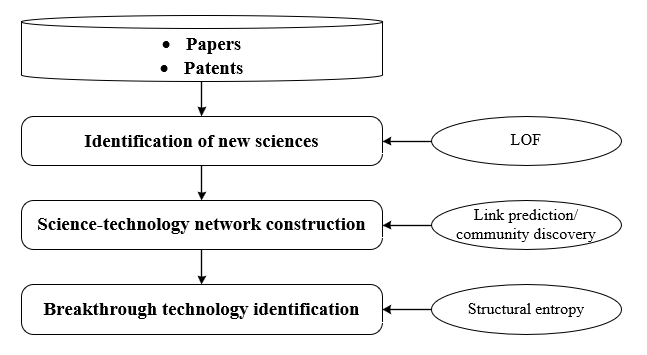 • Papers
• Patents
Identification of new sciences
LOF
Science-technology network construction
Link prediction/
community discovery
Breakthrough technology identification
Structural entropy